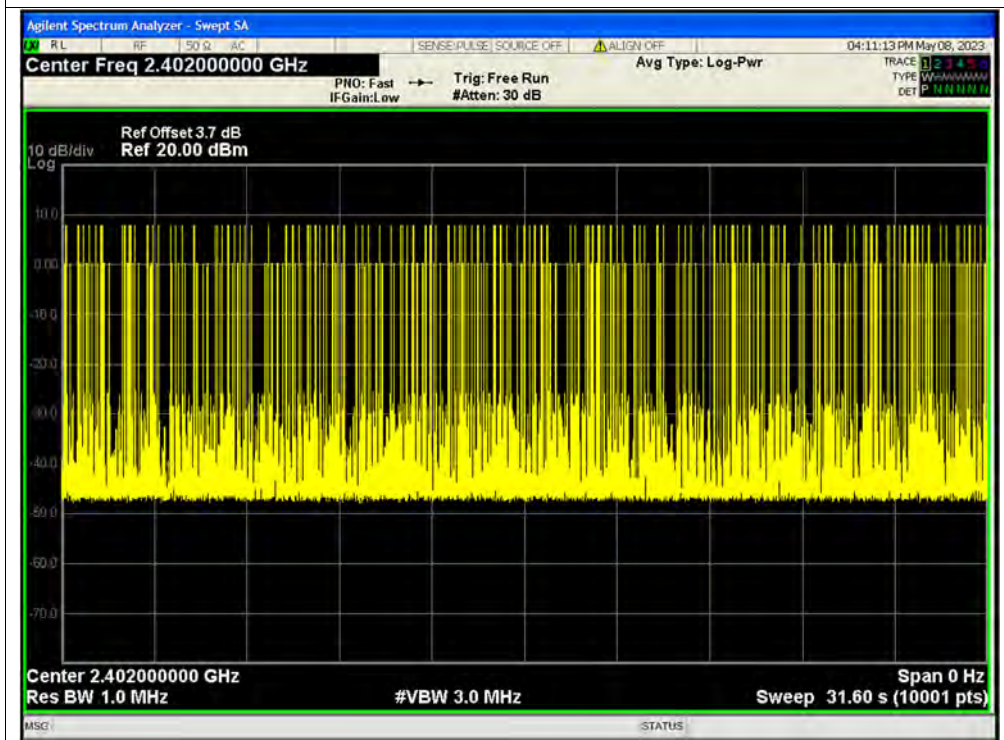 Agilent Spectrum Analyzer - Swept SA
RL RF 50 Ω AC SENSE:PULSE SOURCE OFF ALIGN OFF 04:11:13 PM May 08, 2023
Center Freq 2.402000000 GHz Avg Type: Log-Pwr TRACE 1 2 3 4 5 6
PNO: Fast Trig: Free Run TYPE
IFGain:Low #Atten: 30 dB DET P N N N N N
Ref Offset 3.7 dB
10 dB/div Ref 20.00 dBm
Log
10.0
0.00
-10.0
-20.0
-30.0
-40.0
-50.0
-60.0
-70.0
Center 2.402000000 GHz Span 0 Hz
Res BW 1.0 MHz #VBW 3.0 MHz Sweep 31.60 s (10001 pts)
MSG STATUS